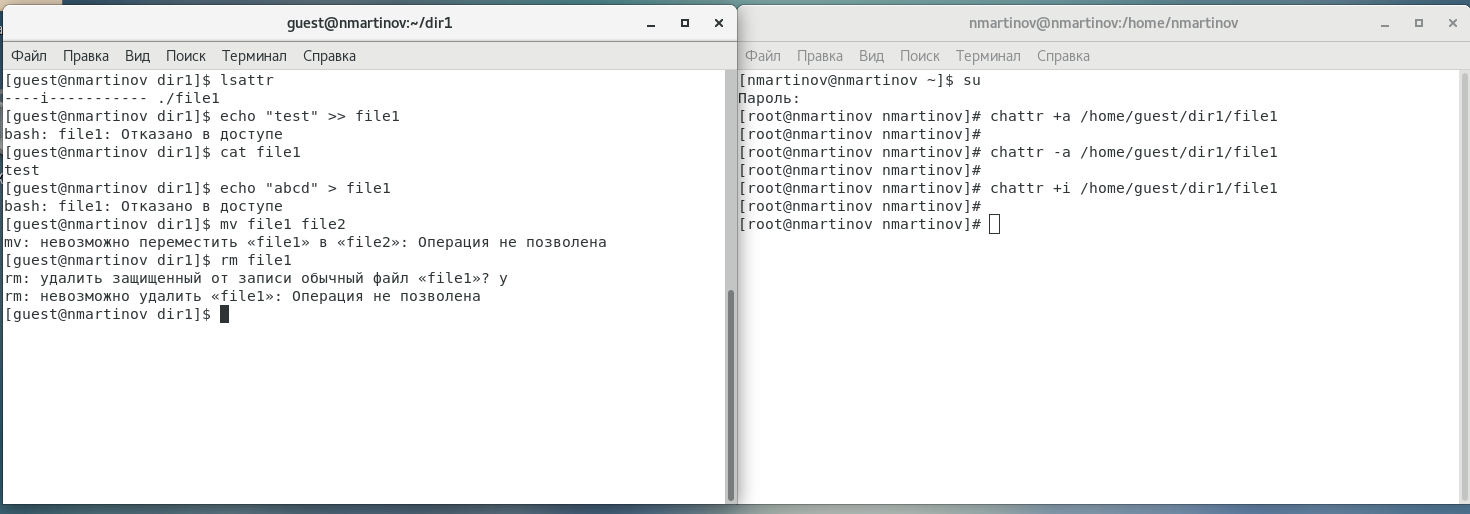 guest@nmartinov:~/dir1
Файл Правка Вид Поиск Терминал Справка
[guest@nmartinov dir1]$ lsattr
----i----------- ./file1
[guest@nmartinov dir1]$ echo "test" >> file1
bash: file1: Отказано в доступе
[guest@nmartinov dir1]$ cat file1
test
[guest@nmartinov dir1]$ echo "abcd" > file1
bash: file1: Отказано в доступе
[guest@nmartinov dir1]$ mv file1 file2
mv: невозможно переместить «file1» в «file2»: Операция не позволена
[guest@nmartinov dir1]$ rm file1
rm: удалить защищенный от записи обычный файл «file1»? y
rm: невозможно удалить «file1»: Операция не позволена
[guest@nmartinov dir1]$
nmartinov@nmartinov:/home/nmartinov
Файл Правка Вид Поиск Терминал Справка
[nmartinov@nmartinov ~]$ su
Пароль:
[root@nmartinov nmartinov]# chattr +a /home/guest/dir1/file1
[root@nmartinov nmartinov]#
[root@nmartinov nmartinov]# chattr -a /home/guest/dir1/file1
[root@nmartinov nmartinov]#
[root@nmartinov nmartinov]# chattr +i /home/guest/dir1/file1
[root@nmartinov nmartinov]#
[root@nmartinov nmartinov]#